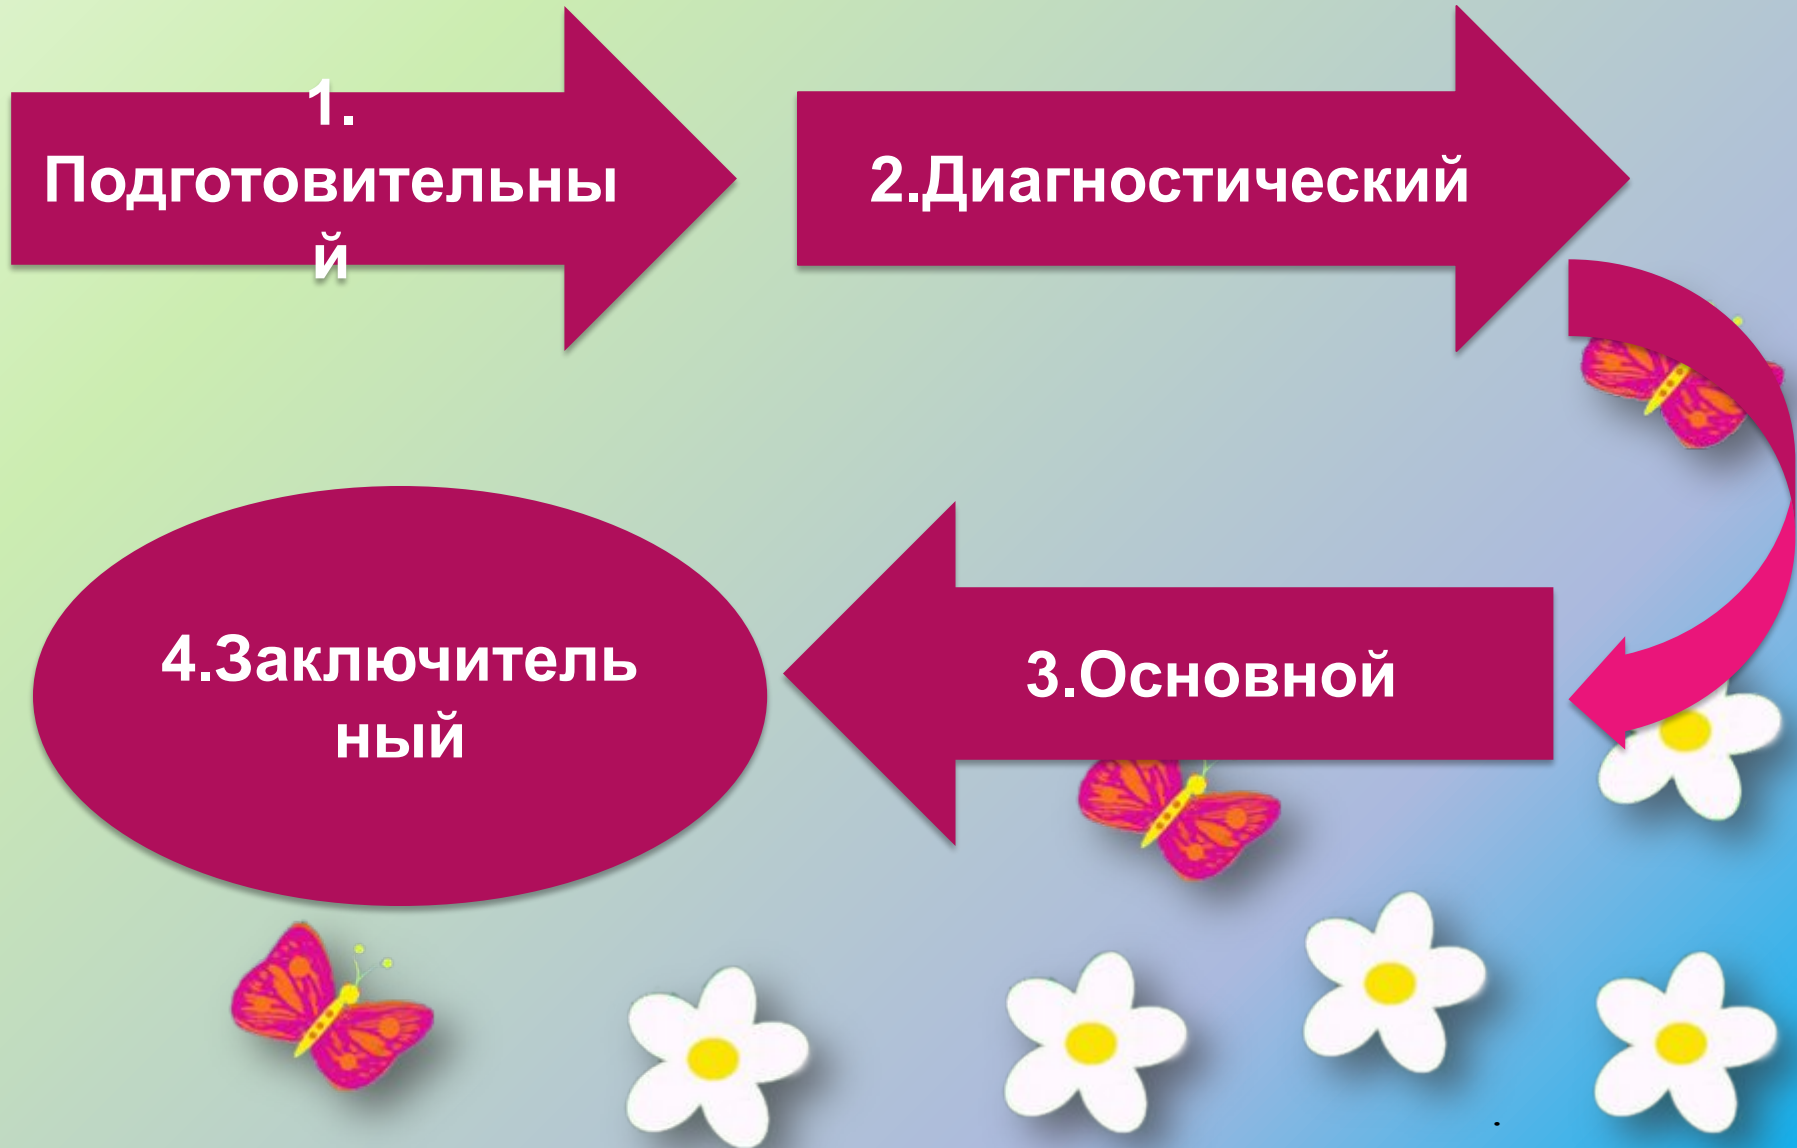 1.
Подготовительны
й
2.Диагностический
3.Основной
4.Заключитель
ный
.